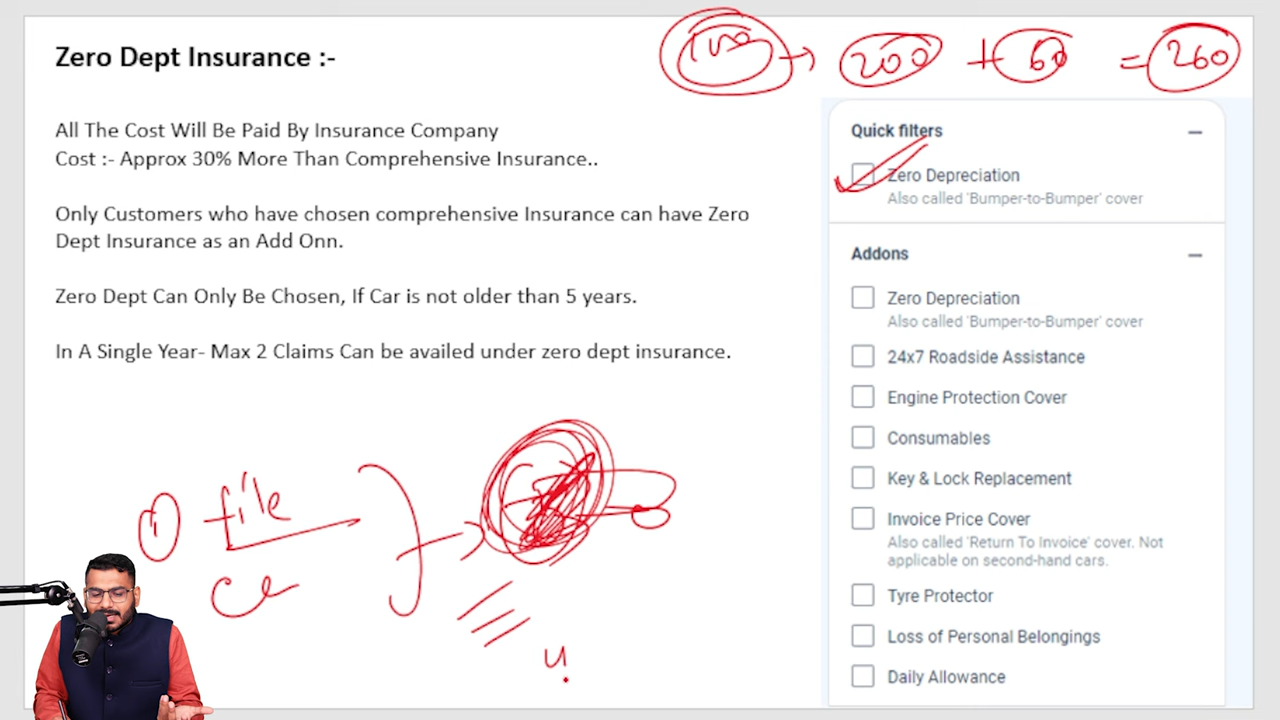 Zero Dept Insurance :-
→ 200 + 60 = 260
All The Cost Will Be Paid By Insurance Company
Cost :- Approx 30% More Than Comprehensive Insurance..
Only Customers who have chosen comprehensive Insurance can have Zero
Dept Insurance as an Add Onn.
Zero Dept Can Only Be Chosen, If Car is not older than 5 years.
In A Single Year- Max 2 Claims Can be availed under zero dept insurance.
① file
Quick filters
Zero Depreciation
Also called 'Bumper-to-Bumper' cover
Addons
Zero Depreciation
Also called 'Bumper-to-Bumper' cover
24x7 Roadside Assistance
Engine Protection Cover
Consumables
Key & Lock Replacement
Invoice Price Cover
Also called 'Return To Invoice' cover. Not
applicable on second-hand cars.
Tyre Protector
Loss of Personal Belongings
Daily Allowance